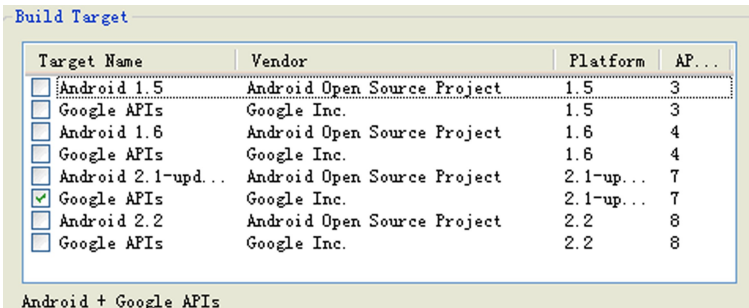 Build Target
Target Name Vendor Platform AP...
Android 1.5 Android Open Source Project 1.5 3
Google APIs Google Inc. 1.5 3
Android 1.6 Android Open Source Project 1.6 4
Google APIs Google Inc. 1.6 4
Android 2.1-upd... Android Open Source Project 2.1-up... 7
Google APIs Google Inc. 2.1-up... 7
Android 2.2 Android Open Source Project 2.2 8
Google APIs Google Inc. 2.2 8
Android + Google APIs